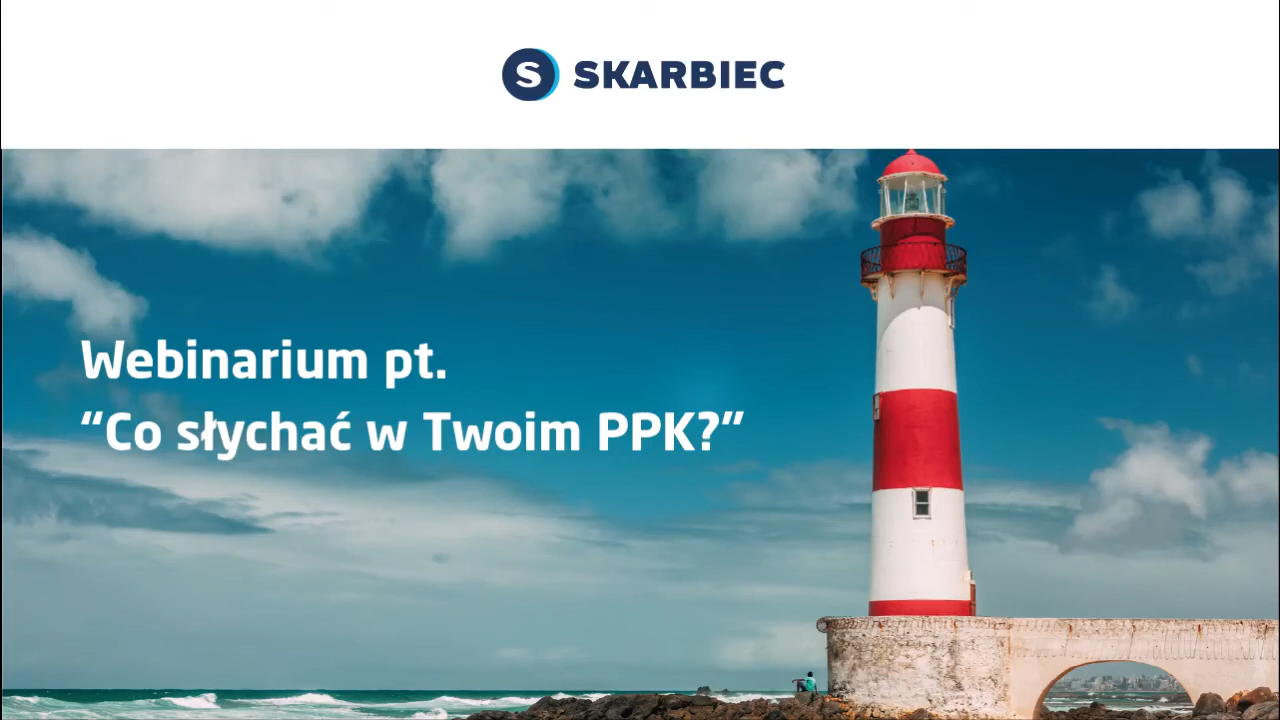 S SKARBIEC
Webinarium pt.
“Co słychać w Twoim PPK?”